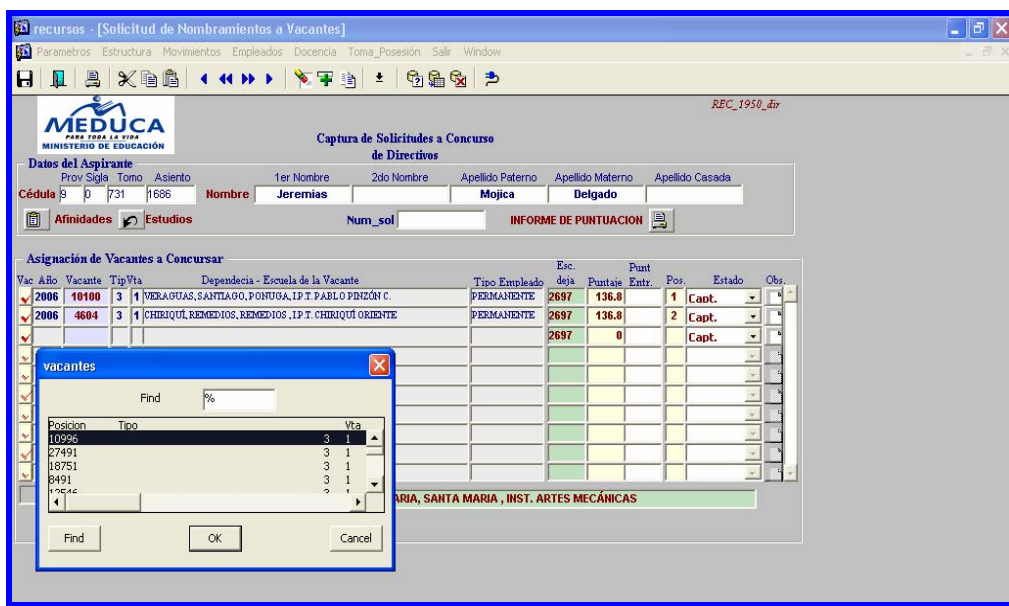 recursos - [Solicitud de Nombramientos a Vacantes]
Parametros Estructura Movimientos Empleados Docencia Toma_Posesión Salir Window
REC_1950_dir
MEDUCA
PARA TODA LA VIDA
MINISTERIO DE EDUCACIÓN
Captura de Solicitudes a Concurso
de Directivos
Datos del Aspirante
Prov Sigla Tomo Asiento 1er Nombre 2do Nombre Apellido Paterno Apellido Materno Apellido Casada
Cédula 9 0 731 1686 Nombre Jeremias Mojica Delgado
Afinidades Estudios Num_sol INFORME DE PUNTUACION
Asignación de Vacantes a Concursar
Esc. Punt
Vac Año Vacante Tip Vta Dependecia - Escuela de la Vacante Tipo Empleado deja Puntaje Entr. Pos. Estado Obs.
2006 10100 3 1 VERAGUAS, SANTIAGO, PONUGA, I.P.T. PABLO PINZÓN C. PERMANENTE 2697 136.8 1 Capt.
2006 4604 3 1 CHIRIQUÍ, REMEDIOS, REMEDIOS , I.P.T. CHIRIQUÍ ORIENTE PERMANENTE 2697 136.8 2 Capt.
2697 0 Capt.
vacantes
Find %
Posicion Tipo Vta
10996 3 1
27491 3 1
18751 3 1
8491 3 1
12546 3 1
ARIA, SANTA MARIA , INST. ARTES MECÁNICAS
Find OK Cancel